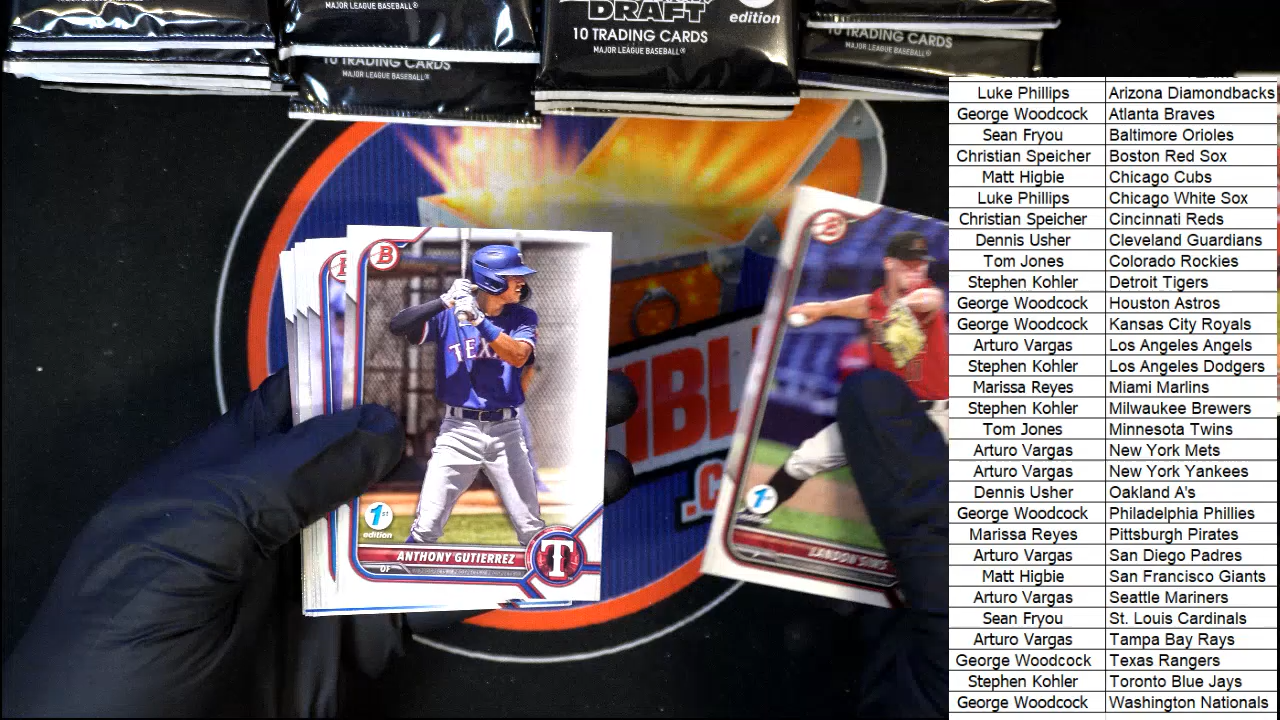 MAJOR LEAGUE BASEBALL®
10 TRADING CARDS
MAJOR LEAGUE BASEBALL®
DRAFT
edition
10 TRADING CARDS
MAJOR LEAGUE BASEBALL®
TRADING CARDS
MAJOR LEAGUE BASEBALL®
B
TEX
1ST
edition
ANTHONY GUTIERREZ
OF
T
B
1ST
IBL
.C
Luke Phillips Arizona Diamondbacks
George Woodcock Atlanta Braves
Sean Fryou Baltimore Orioles
Christian Speicher Boston Red Sox
Matt Higbie Chicago Cubs
Luke Phillips Chicago White Sox
Christian Speicher Cincinnati Reds
Dennis Usher Cleveland Guardians
Tom Jones Colorado Rockies
Stephen Kohler Detroit Tigers
George Woodcock Houston Astros
George Woodcock Kansas City Royals
Arturo Vargas Los Angeles Angels
Stephen Kohler Los Angeles Dodgers
Marissa Reyes Miami Marlins
Stephen Kohler Milwaukee Brewers
Tom Jones Minnesota Twins
Arturo Vargas New York Mets
Arturo Vargas New York Yankees
Dennis Usher Oakland A's
George Woodcock Philadelphia Phillies
Marissa Reyes Pittsburgh Pirates
Arturo Vargas San Diego Padres
Matt Higbie San Francisco Giants
Arturo Vargas Seattle Mariners
Sean Fryou St. Louis Cardinals
Arturo Vargas Tampa Bay Rays
George Woodcock Texas Rangers
Stephen Kohler Toronto Blue Jays
George Woodcock Washington Nationals